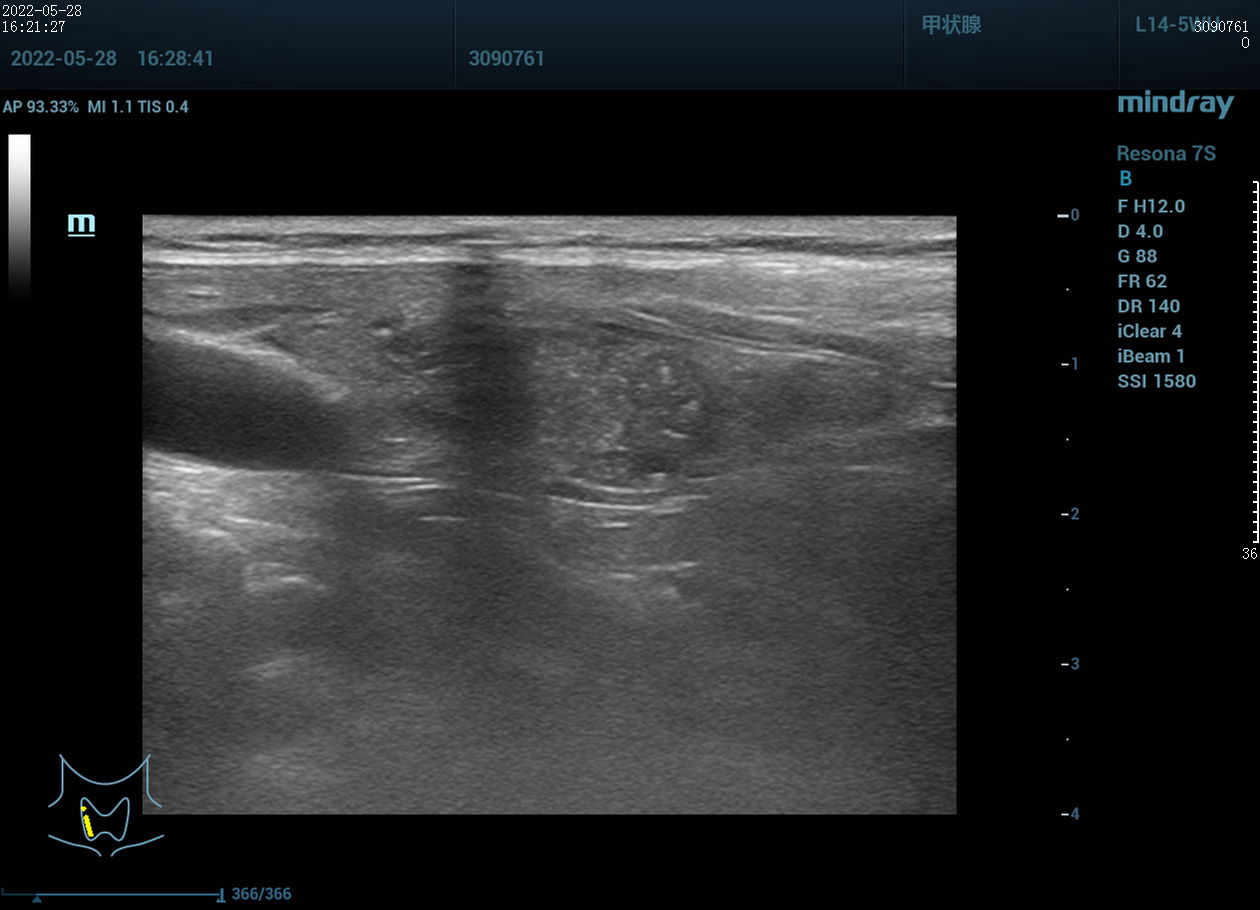 2022-05-28
16:21:27
2022-05-28 16:28:41
3090761
甲状腺
3090761
0
AP 93.33% MI 1.1 TIS 0.4
mindray
Resona 7S
B
F H12.0
D 4.0
G 88
FR 62
DR 140
iClear 4
iBeam 1
SSI 1580
m
0
1
2
3
4
36
366/366